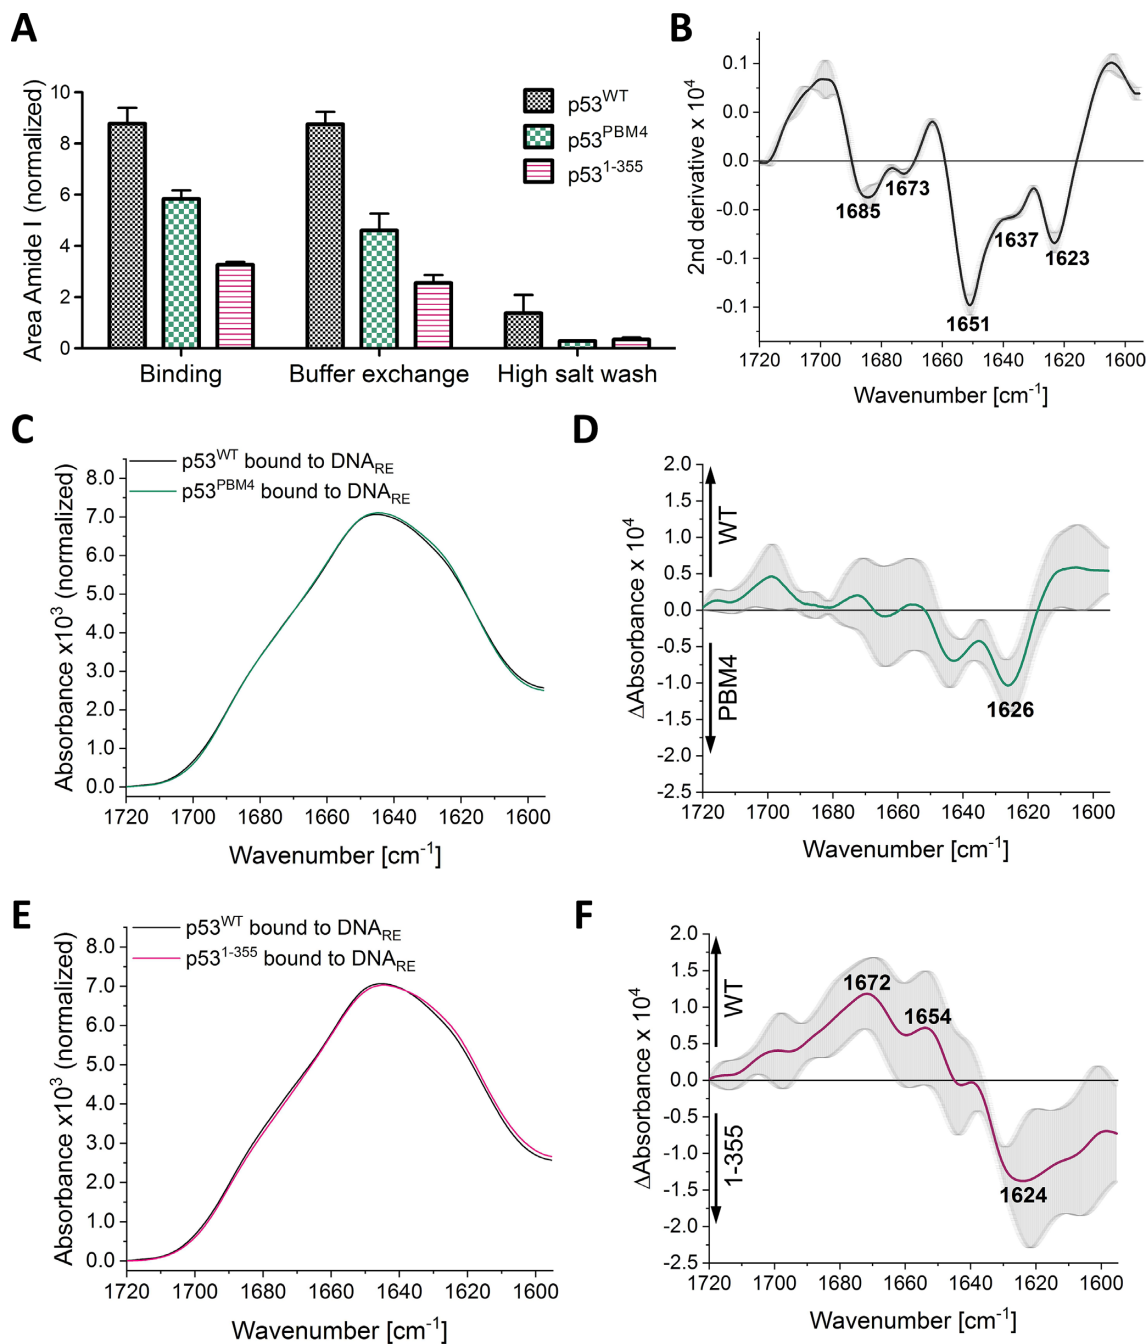 A
Area Amide I (normalized)
10
8
6
4
2
0
p53WT
p53PBM4
p531-355
Binding
Buffer exchange
High salt wash
B
2nd derivative x 10⁴
0.1
0.0
0.0
-0.0
-0.1
-0.1
1685
1673
1651
1637
1623
1720 1700 1680 1660 1640 1620
Wavenumber [cm⁻¹]
C
Absorbance x10³ (normalized)
p53WT bound to DNARE
p53PBM4 bound to DNARE
8.0
7.0
6.0
5.0
4.0
3.0
2.0
1.0
0.0
1720 1700 1680 1660 1640 1620 1600
Wavenumber [cm⁻¹]
D
ΔAbsorbance x 10⁴
2.0
1.5
1.0
0.5
0.0
-0.5
-1.0
-1.5
-2.0
-2.5
WT
PBM4
1626
1720 1700 1680 1660 1640 1620 1600
Wavenumber [cm⁻¹]
E
Absorbance x10³ (normalized)
p53WT bound to DNARE
p531-355 bound to DNARE
8.0
7.0
6.0
5.0
4.0
3.0
2.0
1.0
0.0
1720 1700 1680 1660 1640 1620 1600
Wavenumber [cm⁻¹]
F
ΔAbsorbance x 10⁴
2.0
1.5
1.0
0.5
0.0
-0.5
-1.0
-1.5
-2.0
-2.5
WT
1-355
1672
1654
1624
1720 1700 1680 1660 1640 1620 1600
Wavenumber [cm⁻¹]